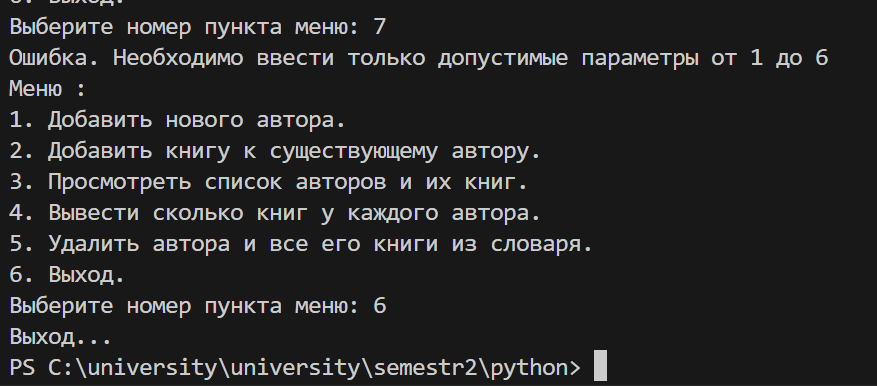 6. Выход.
Выберите номер пункта меню: 7
Ошибка. Необходимо ввести только допустимые параметры от 1 до 6
Меню :
1. Добавить нового автора.
2. Добавить книгу к существующему автору.
3. Просмотреть список авторов и их книг.
4. Вывести сколько книг у каждого автора.
5. Удалить автора и все его книги из словаря.
6. Выход.
Выберите номер пункта меню: 6
Выход...
PS C:\university\university\semestr2\python>